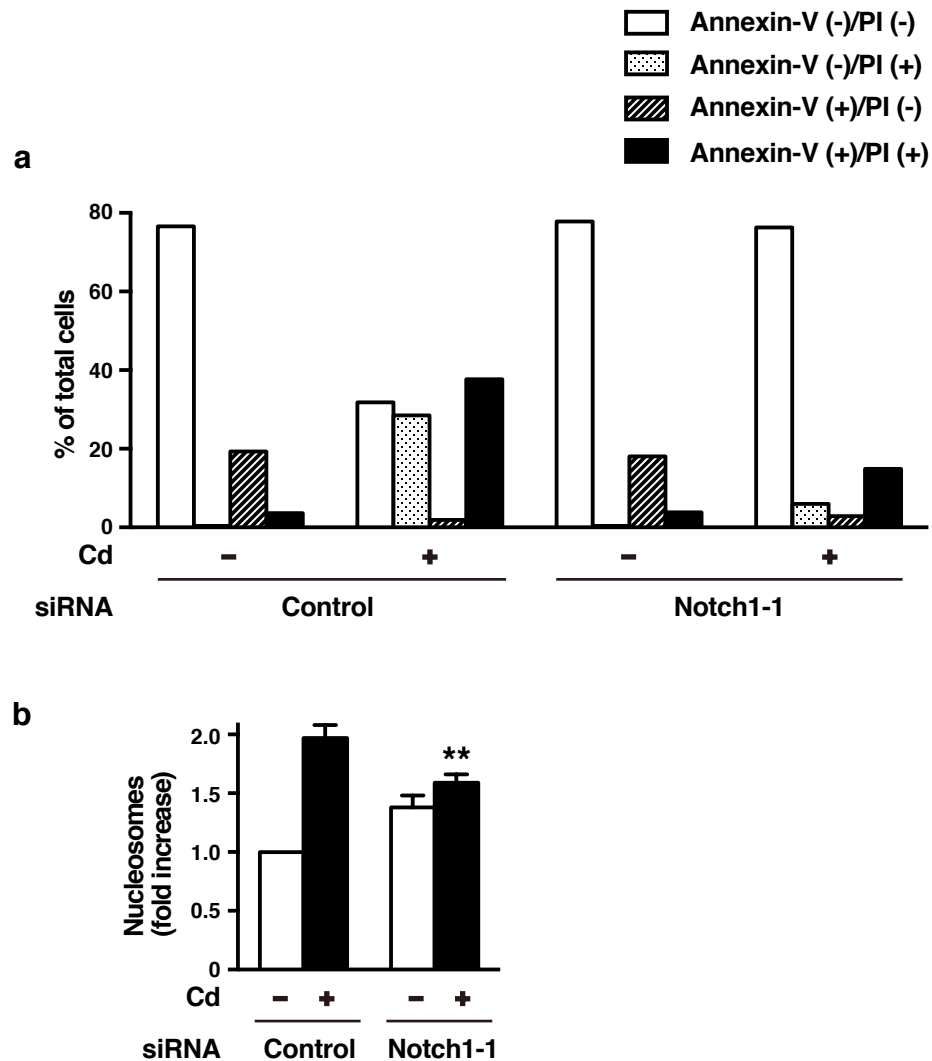 Annexin-V (-)/PI (-)
Annexin-V (-)/PI (+)
Annexin-V (+)/PI (-)
Annexin-V (+)/PI (+)
a
80
60
40
20
0
% of total cells
Cd − + − +
siRNA Control Notch1-1
b
2.0
1.5
1.0
0.5
0
Nucleosomes
(fold increase)
**
Cd − + − +
siRNA Control Notch1-1